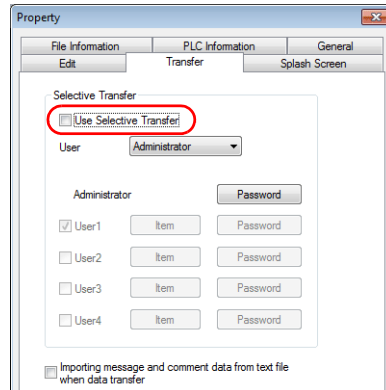 Property
File Information PLC Information General
Edit Transfer Splash Screen
Selective Transfer
Use Selective Transfer
User Administrator
Administrator Password
User1 Item Password
User2 Item Password
User3 Item Password
User4 Item Password
Importing message and comment data from text file
when data transfer